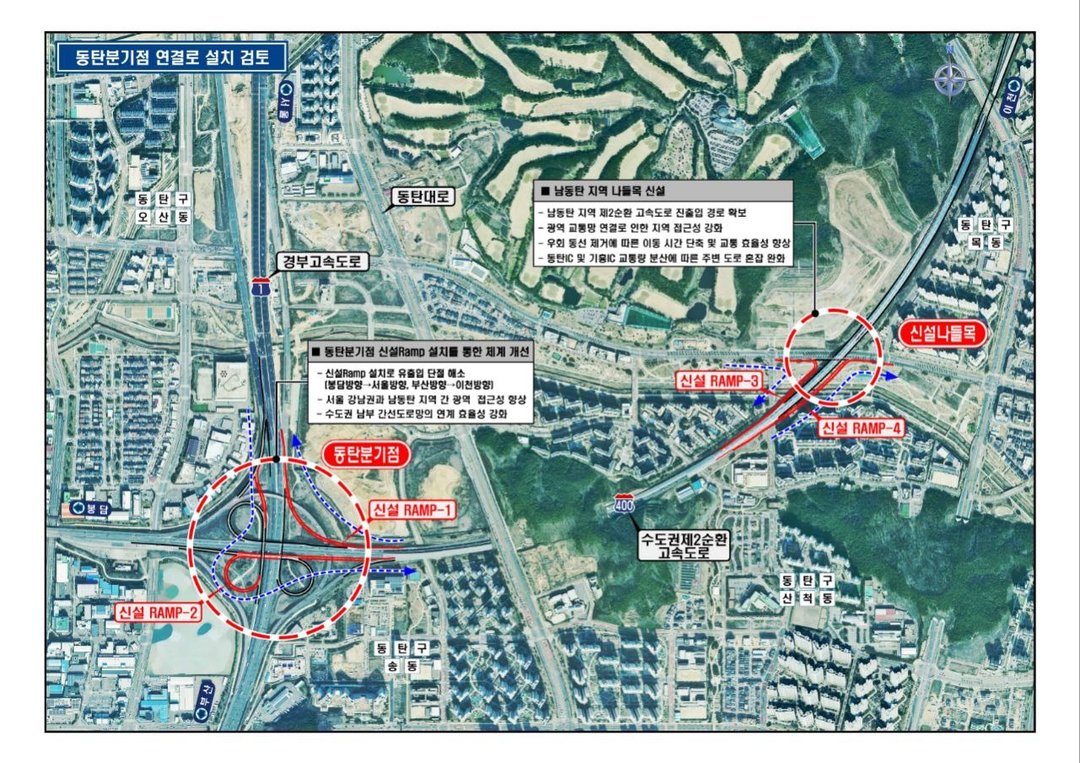 동탄분기점 연결로 설치 검토
이천
동탄대로
■ 남동탄 지역 나들목 신설
- 남동탄 지역 제2순환 고속도로 진출입 경로 확보
- 광역 교통망 연결로 인한 지역 접근성 강화
- 우회 동선 제거에 따른 이동 시간 단축 및 교통 효율성 향상
- 동탄IC 및 기흥IC 교통량 분산에 따른 주변 도로 혼잡 완화
동탄구
오산동
동탄구
목동
경부고속도로
1
신설나들목
■ 동탄분기점 신설Ramp 설치를 통한 체계 개선
- 신설Ramp 설치로 유출입 단절 해소
(봉담방향→서울방향, 부산방향→이천방향)
- 서울 강남권과 남동탄 지역 간 광역 접근성 향상
- 수도권 남부 간선도로망의 연계 효율성 강화
신설 RAMP-3
신설 RAMP-4
동탄분기점
봉담
신설 RAMP-1
400
수도권제2순환
고속도로
동탄구
산척동
신설 RAMP-2
동탄구
송동
부산